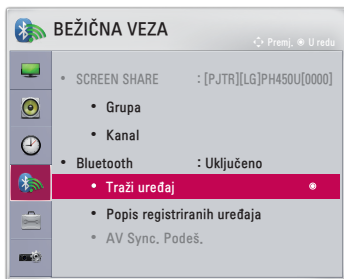 BEŽIČNA VEZA
Premj. U redu
• SCREEN SHARE : [PJTR][LG]PH450U[0000]
• Grupa
• Kanal
• Bluetooth : Uključeno
• Traži uređaj
• Popis registriranih uređaja
• AV Sync. Podeš.